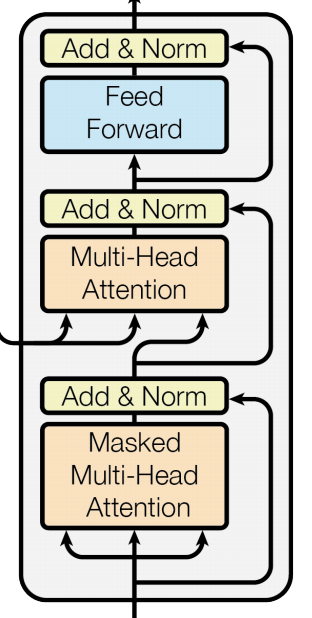 Add & Norm
Feed
Forward
Add & Norm
Multi-Head
Attention
Add & Norm
Masked
Multi-Head
Attention